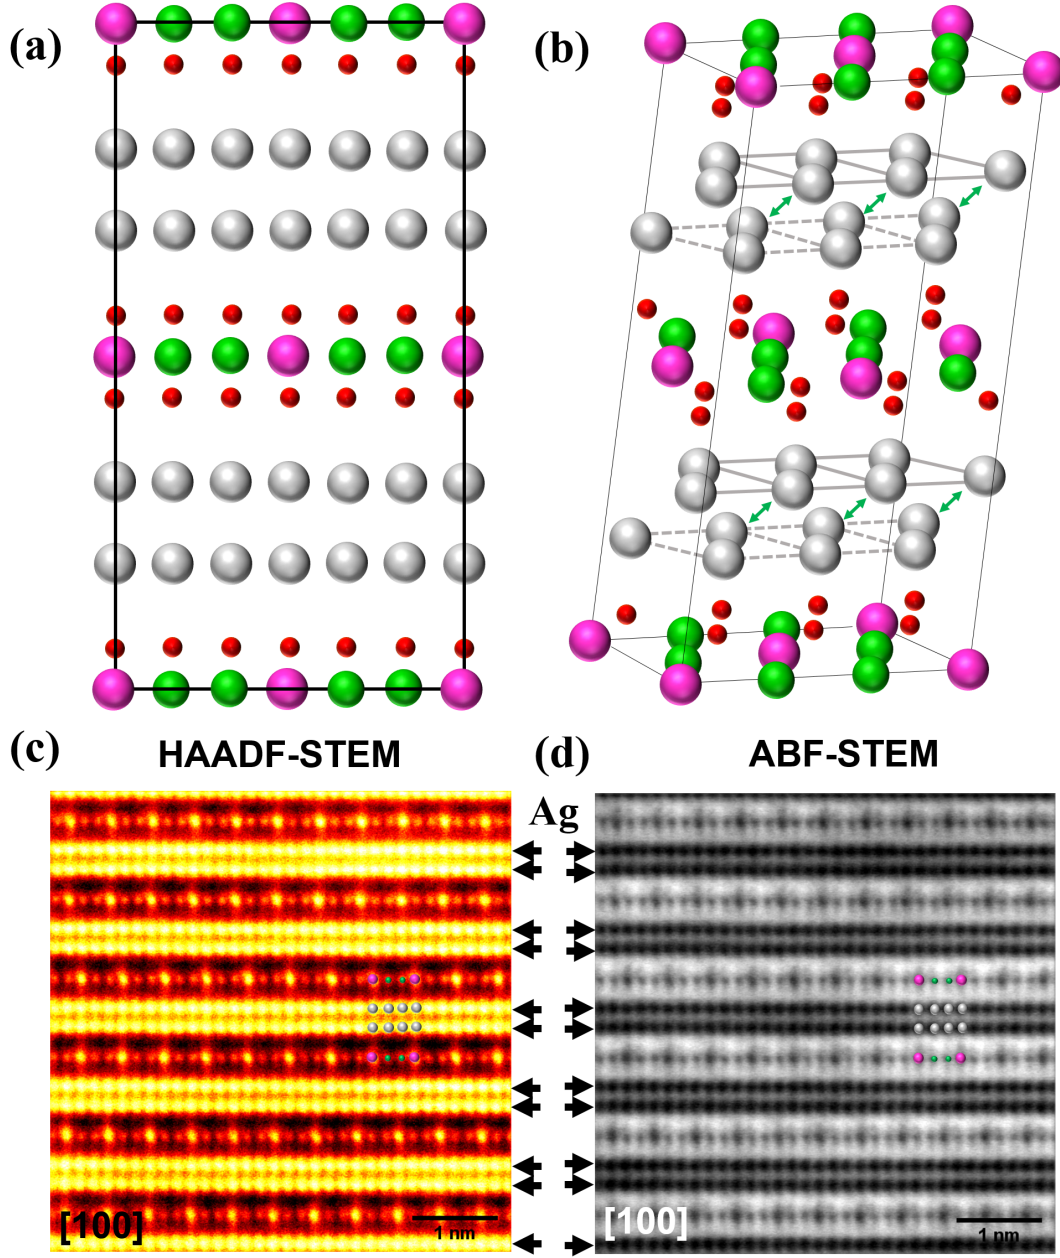 (a)
(b)
(c)
HAADF-STEM
(d)
ABF-STEM
Ag
[100]
1 nm
[100]
1 nm